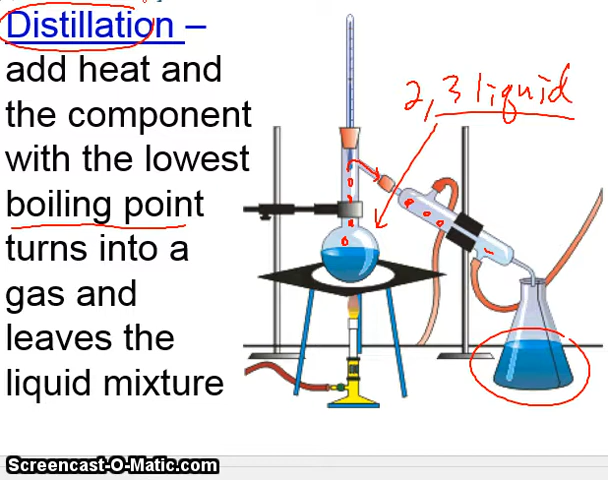 Distillation –
add heat and
the component
with the lowest
boiling point
turns into a
gas and
leaves the
liquid mixture
2, 3 liquid
Screencast-O-Matic.com